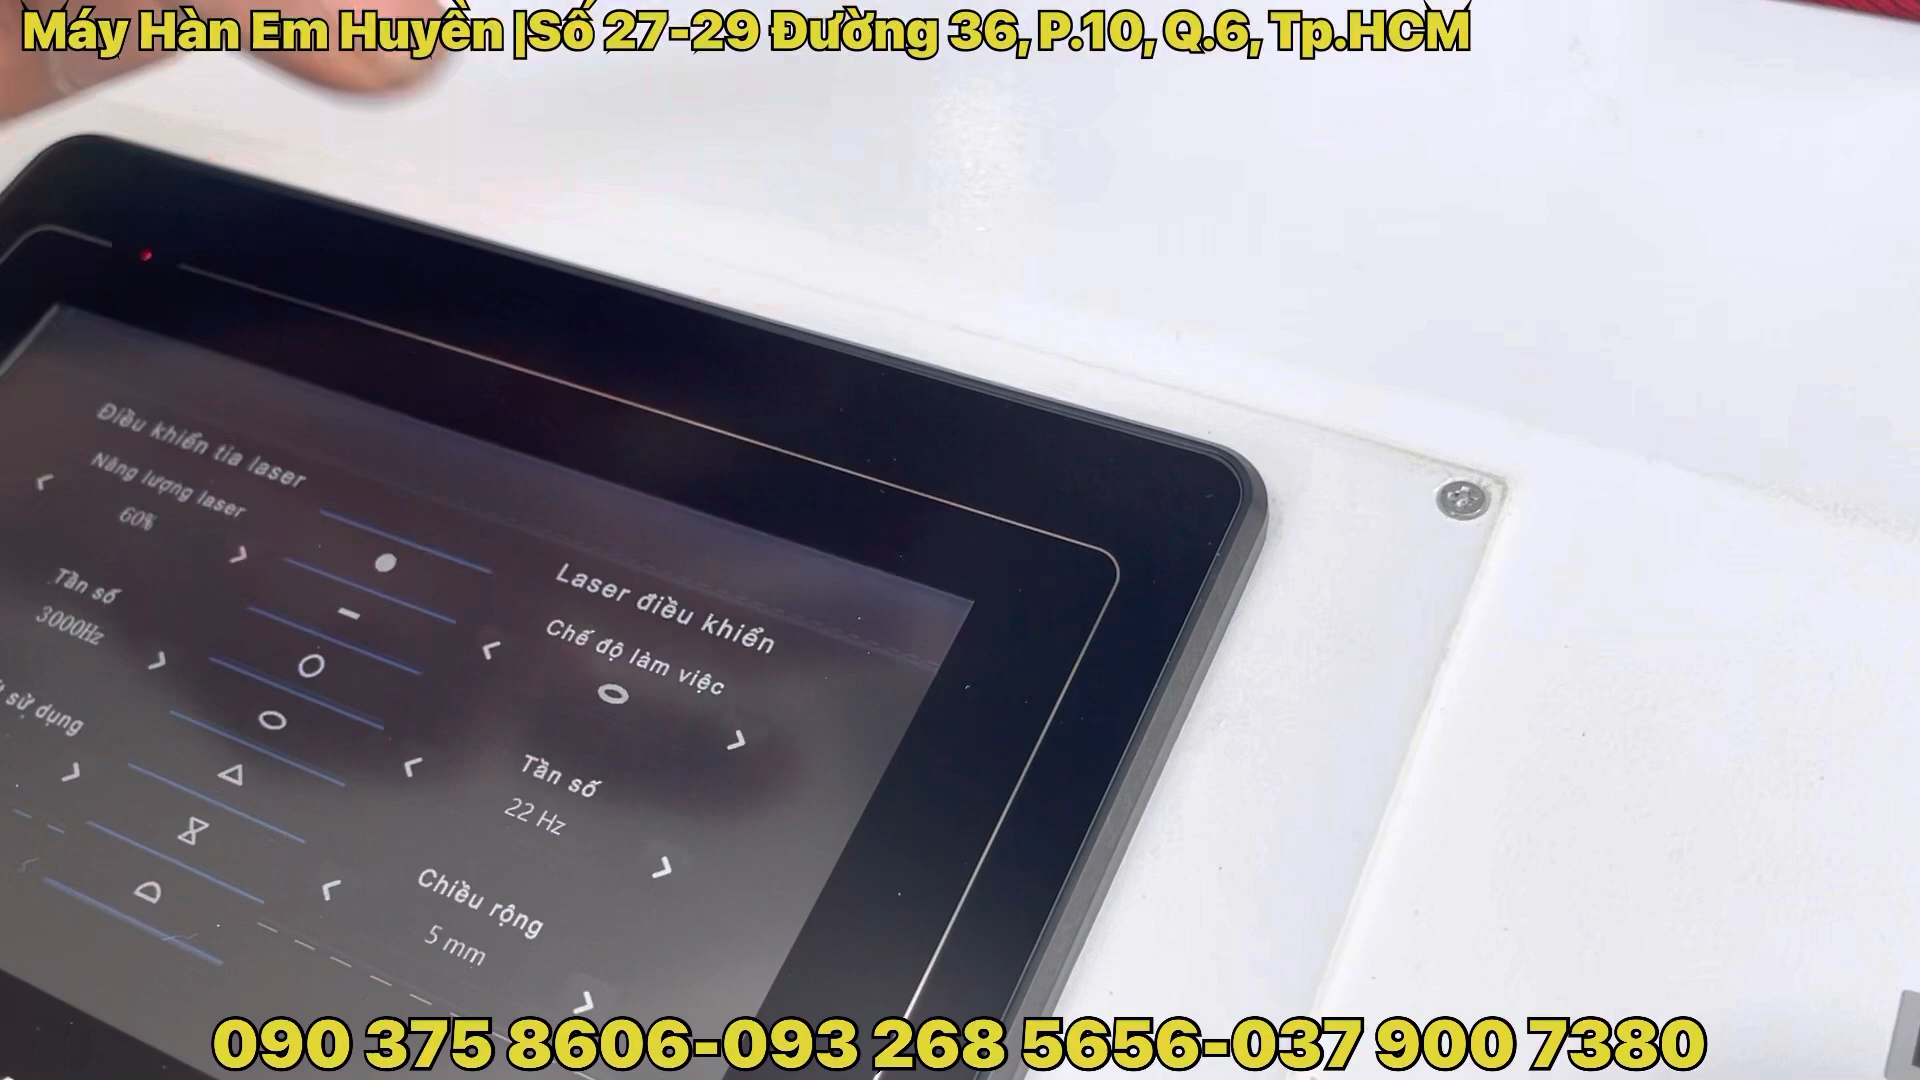 Máy Hàn Em Huyền |Số 27-29 Đường 36, P.10, Q.6, Tp.HCM
Điều khiển tia laser
Năng lượng laser
60%
Tần số
3000Hz
sử dụng
Laser điều khiển
Chế độ làm việc
Tần số
22 Hz
Chiều rộng
5 mm
090 375 8606-093 268 5656-037 900 7380